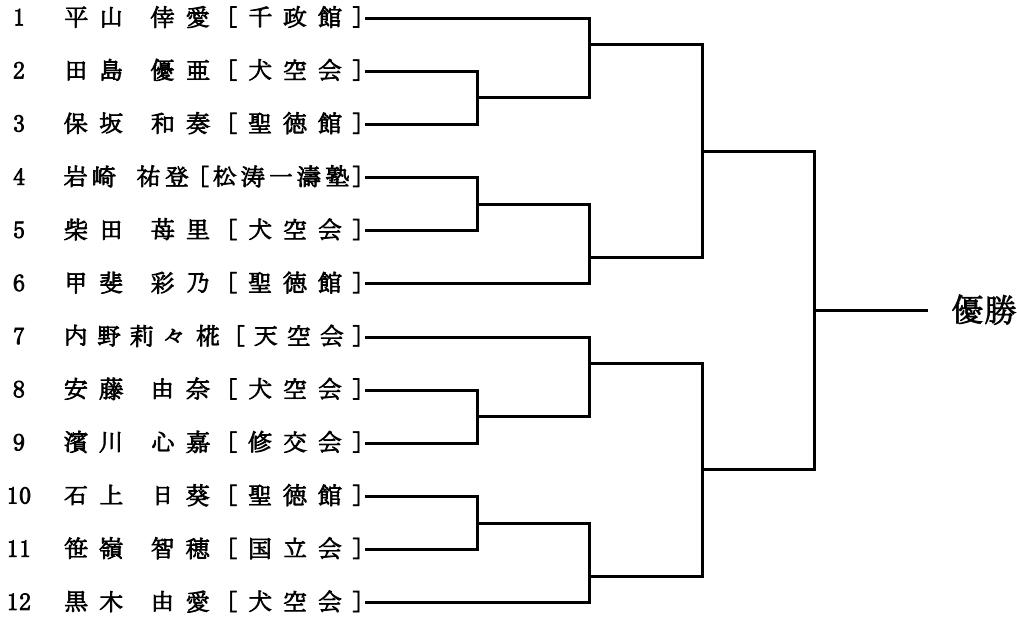 1 平山 倖愛 [千政館]
2 田島 優亜 [犬空会]
3 保坂 和奏 [聖徳館]
4 岩崎 祐登 [松涛一濤塾]
5 柴田 苺里 [犬空会]
6 甲斐 彩乃 [聖徳館]
7 内野莉々椛 [天空会]
8 安藤 由奈 [犬空会]
9 濱川 心嘉 [修交会]
10 石上 日葵 [聖徳館]
11 笹嶺 智穂 [国立会]
12 黒木 由愛 [犬空会]
優勝